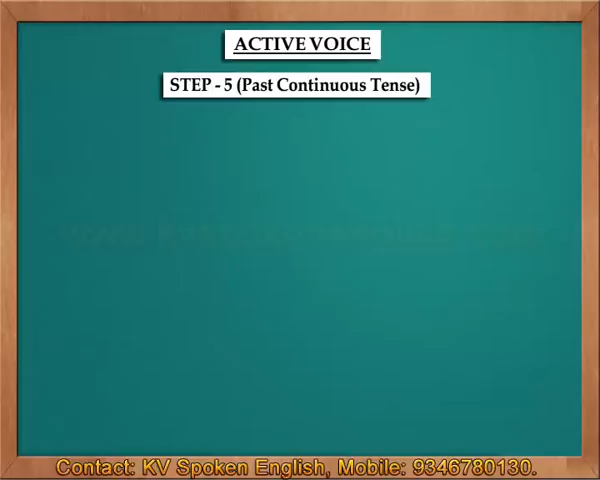 ACTIVE VOICE
STEP - 5 (Past Continuous Tense)
Contact: KV Spoken English, Mobile: 9346780130.